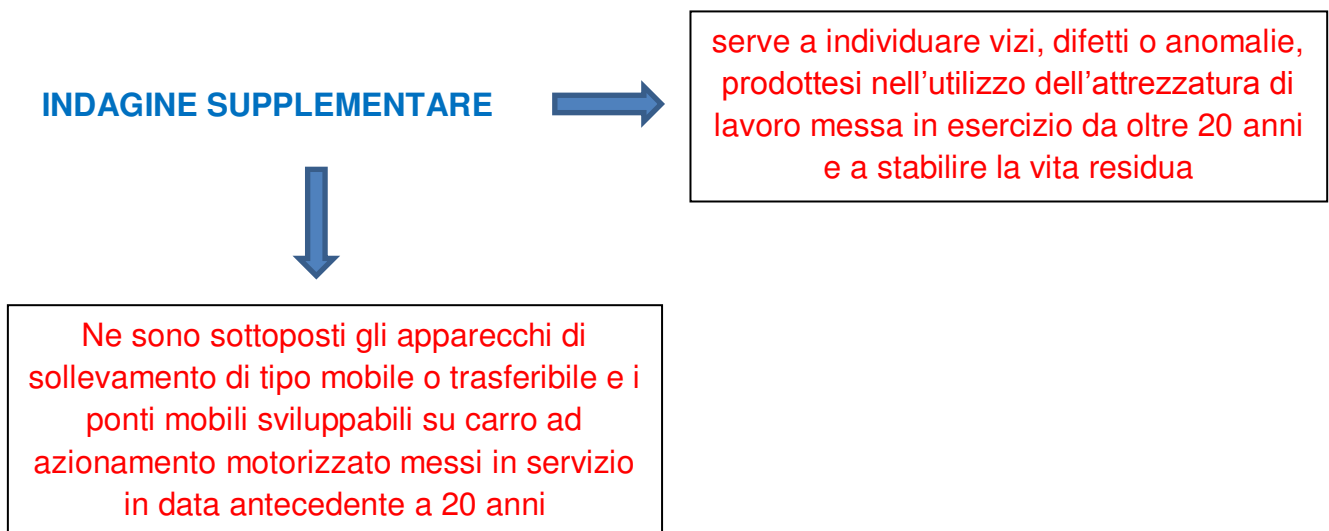 INDAGINE SUPPLEMENTARE
serve a individuare vizi, difetti o anomalie,
prodottesi nell’utilizzo dell’attrezzatura di
lavoro messa in esercizio da oltre 20 anni
e a stabilire la vita residua
Ne sono sottoposti gli apparecchi di
sollevamento di tipo mobile o trasferibile e i
ponti mobili sviluppabili su carro ad
azionamento motorizzato messi in servizio
in data antecedente a 20 anni